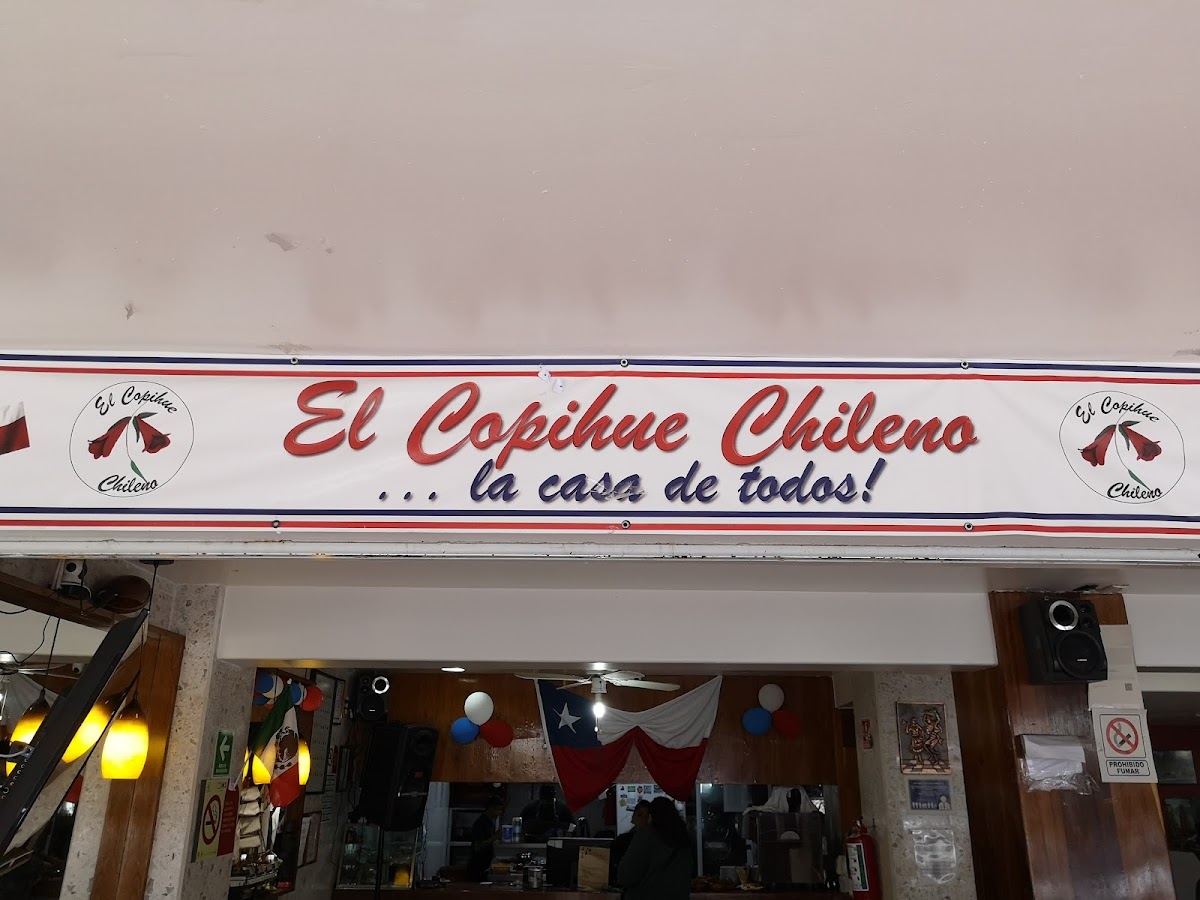 El Copihue
Chileno
El Copihue Chileno
... la casa de todos!
El Copihue
Chileno
PROHIBIDO
FUMAR